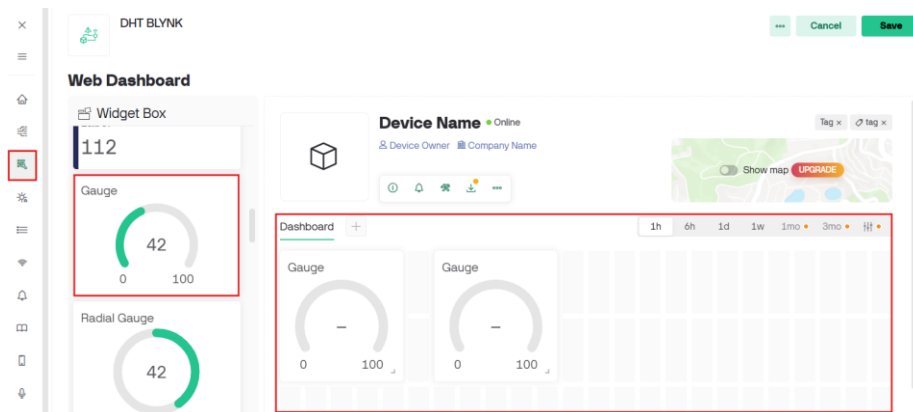 DHT BLYNK
Cancel
Save
Web Dashboard
Widget Box
112
Gauge
42
0 100
Radial Gauge
42
Device Name Online
Device Owner Company Name
Tag × tag ×
Show map UPGRADE
Dashboard
1h 6h 1d 1w 1mo 3mo
Gauge Gauge
– –
0 100 0 100